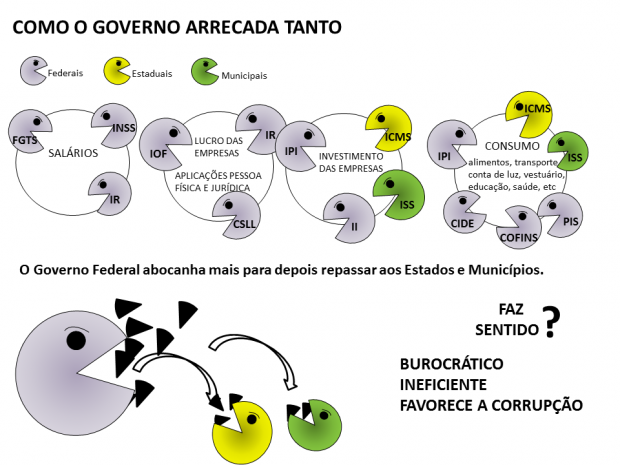 COMO O GOVERNO ARRECADA TANTO
Federais
Estaduais
Municipais
FGTS
INSS
SALÁRIOS
IR
IOF
LUCRO DAS
EMPRESAS
IR
APLICAÇÕES PESSOA
FÍSICA E JURÍDICA
CSLL
IPI
ICMS
INVESTIMENTO
DAS EMPRESAS
ISS
II
ICMS
IPI
CONSUMO
ISS
alimentos, transporte,
conta de luz, vestuário,
educação, saúde, etc
CIDE
COFINS
PIS
O Governo Federal abocanha mais para depois repassar aos Estados e Municípios.
FAZ
SENTIDO ?
BUROCRÁTICO
INEFICIENTE
FAVORECE A CORRUPÇÃO